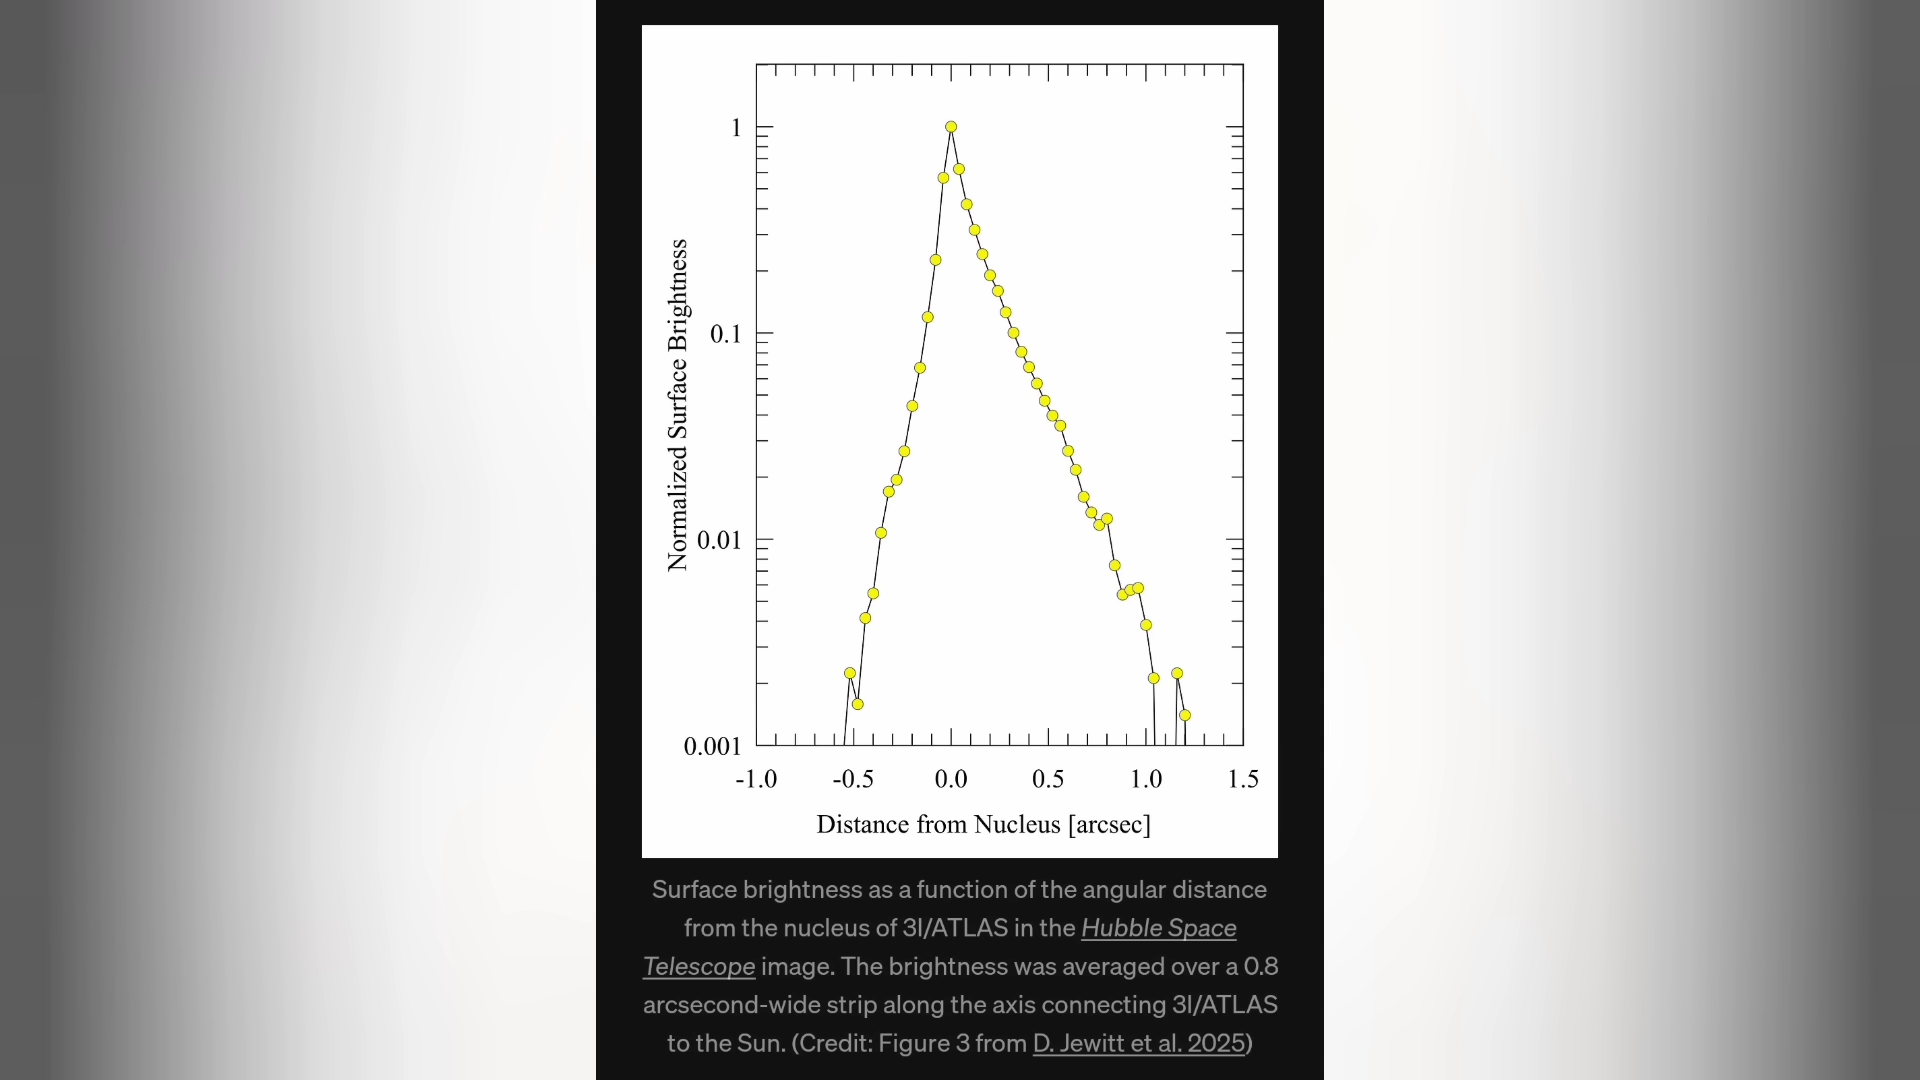 1
0.1
0.01
0.001
Normalized Surface Brightness
-1.0 -0.5 0.0 0.5 1.0 1.5
Distance from Nucleus [arcsec]
Surface brightness as a function of the angular distance
from the nucleus of 3I/ATLAS in the Hubble Space
Telescope image. The brightness was averaged over a 0.8
arcsecond-wide strip along the axis connecting 3I/ATLAS
to the Sun. (Credit: Figure 3 from D. Jewitt et al. 2025)